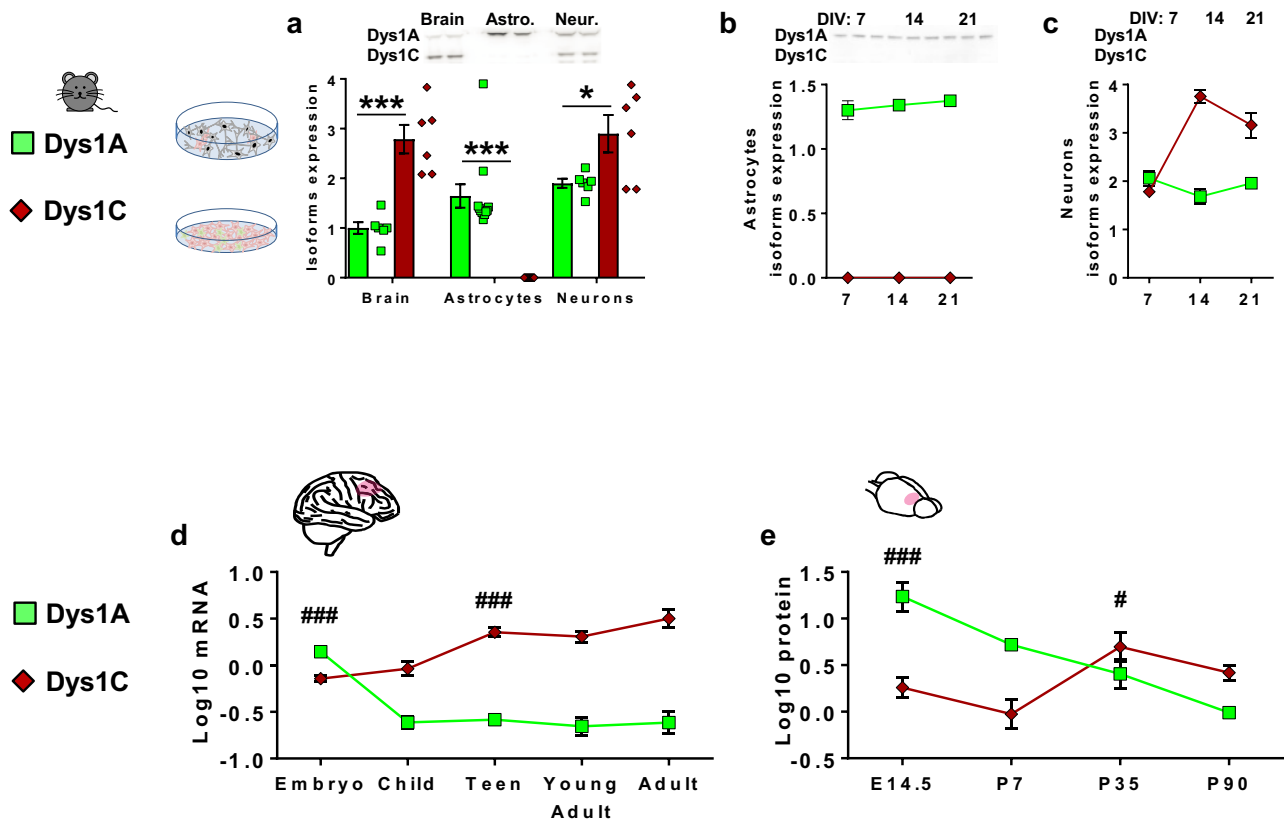 a
Brain Astro. Neur.
Dys1A
Dys1C
Dys1A
Dys1C
Isoforms expression
4
3
2
1
0
***
***
*
Brain Astrocytes Neurons
b
DIV: 7 14 21
Dys1A
Dys1C
Astrocytes
isoforms expression
1.5
1.0
0.5
0.0
7 14 21
c
DIV: 7 14 21
Dys1A
Dys1C
Neurons
isoforms expression
4
3
2
1
0
7 14 21
Dys1A
Dys1C
d
Log10 mRNA
1.0
0.5
0.0
-0.5
-1.0
###
###
Embryo Child Teen Young Adult
Adult
e
Log10 protein
1.5
1.0
0.5
0.0
-0.5
###
#
E14.5 P7 P35 P90